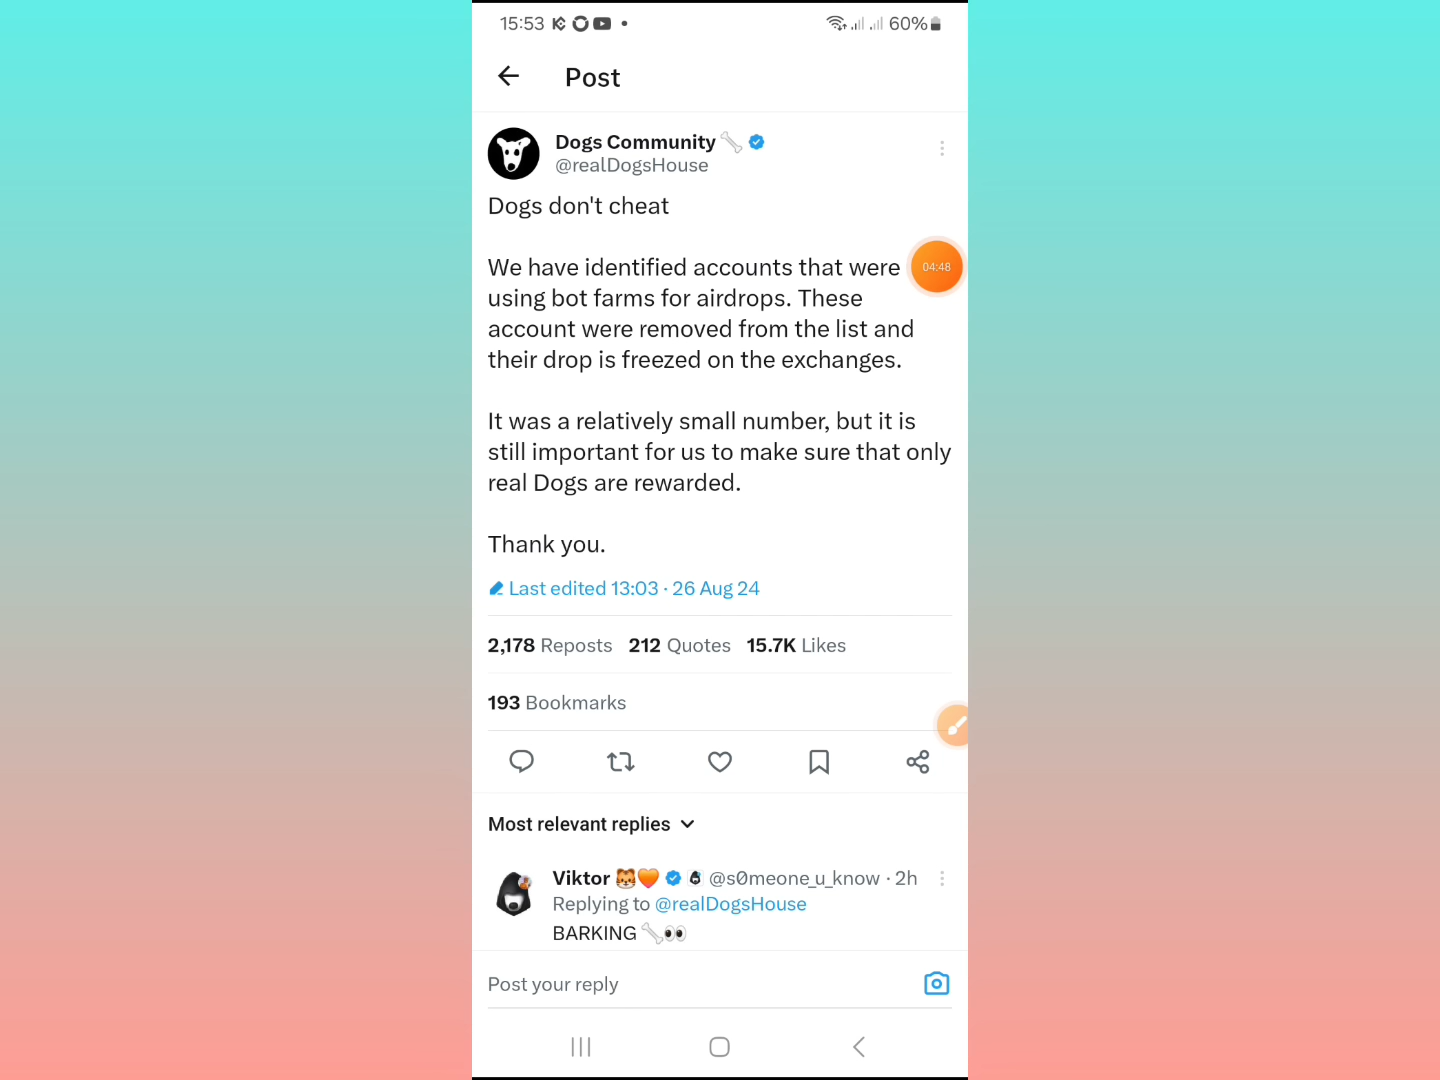 15:53
60%
Post
Dogs Community
@realDogsHouse
Dogs don't cheat
We have identified accounts that were
04:48
using bot farms for airdrops. These
account were removed from the list and
their drop is freezed on the exchanges.
It was a relatively small number, but it is
still important for us to make sure that only
real Dogs are rewarded.
Thank you.
Last edited 13:03 · 26 Aug 24
2,178 Reposts 212 Quotes 15.7K Likes
193 Bookmarks
Most relevant replies
Viktor @s0meone_u_know · 2h
Replying to @realDogsHouse
BARKING
Post your reply